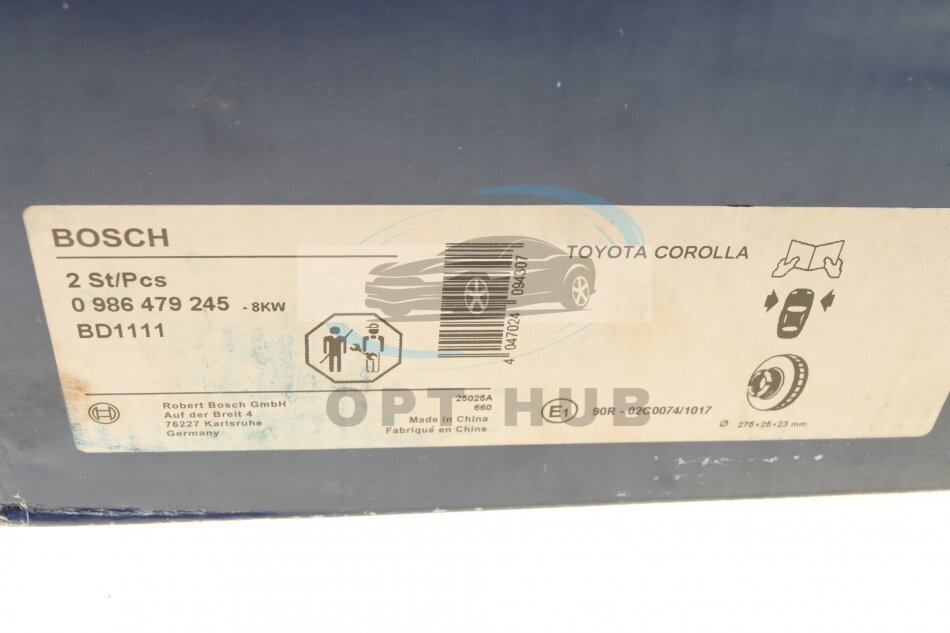 BOSCH
2 St/Pcs
0 986 479 245 - 8KW
BD1111
4 047024 094307
TOYOTA COROLLA
Robert Bosch GmbH
Auf der Breit 4
76227 Karlsruhe
Germany
25025A
660
Made in China
Fabriqué en Chine
E1
90R - 02C0074/1017
Ø 275×25×23 mm
OPT HUB